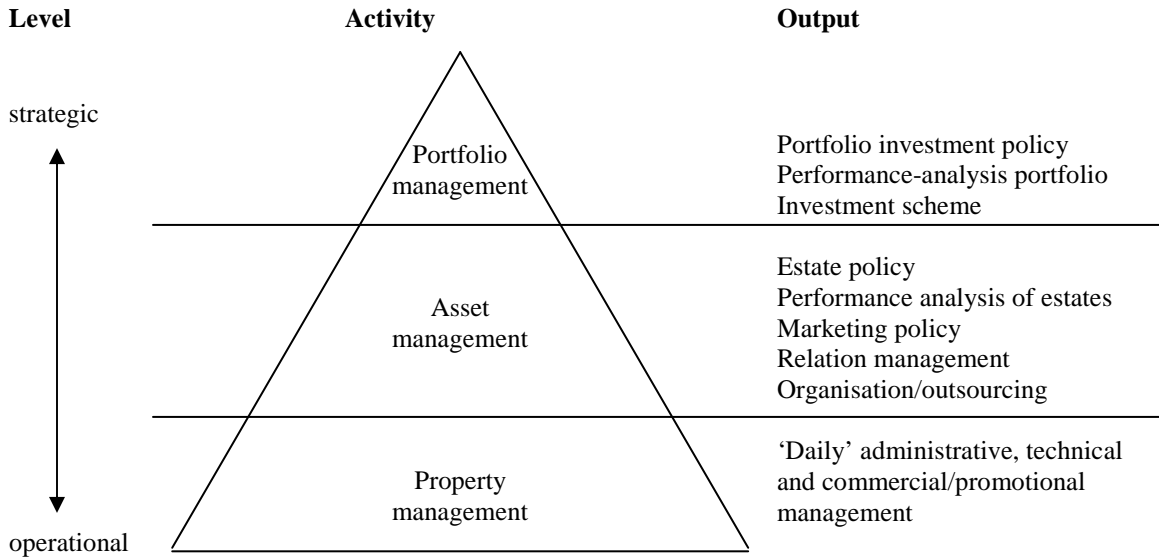 Level
Activity
Output
strategic
Portfolio
management
Portfolio investment policy
Performance-analysis portfolio
Investment scheme
Asset
management
Estate policy
Performance analysis of estates
Marketing policy
Relation management
Organisation/outsourcing
Property
management
‘Daily’ administrative, technical
and commercial/promotional
management
operational